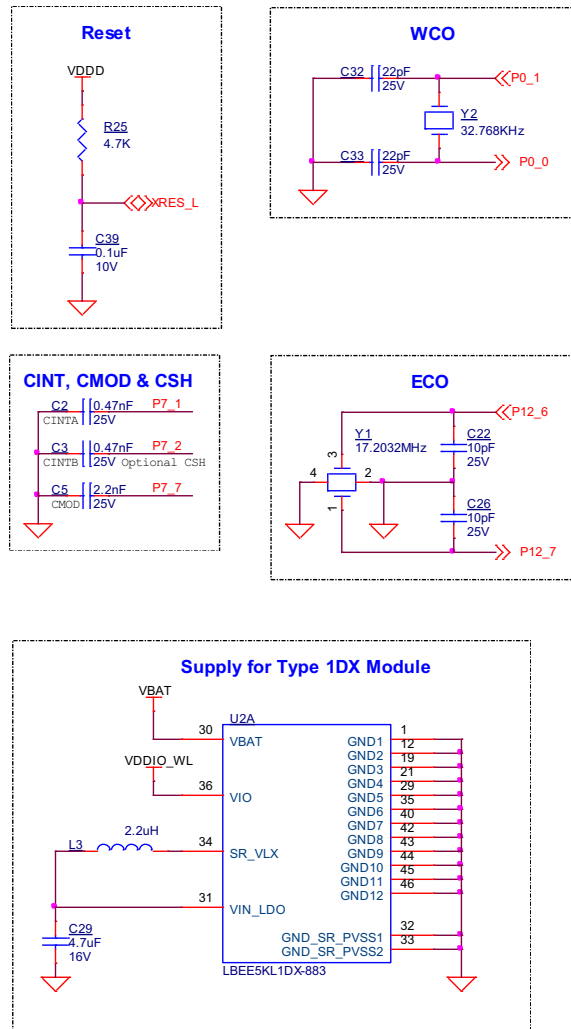 Reset
VDDD
R25
4.7K
XRES_L
C39
0.1uF
10V
WCO
C32 22pF
25V
P0_1
Y2
32.768KHz
C33 22pF
25V
P0_0
CINT, CMOD & CSH
C2 0.47nF P7_1
CINTA 25V
C3 0.47nF P7_2
CINTB 25V Optional CSH
C5 2.2nF P7_7
CMOD 25V
ECO
P12_6
Y1
17.2032MHz
C22
10pF
25V
3
4
2
1
C26
10pF
25V
P12_7
Supply for Type 1DX Module
VBAT
U2A
30 VBAT
VDDIO_WL
36 VIO
L3 2.2uH
34 SR_VLX
31 VIN_LDO
C29
4.7uF
16V
GND1 1
GND2 12
GND3 19
GND4 21
GND5 29
GND6 35
GND7 40
GND8 42
GND9 43
GND10 44
GND11 45
GND12 46
GND_SR_PVSS1 32
GND_SR_PVSS2 33
LBEE5KL1DX-883